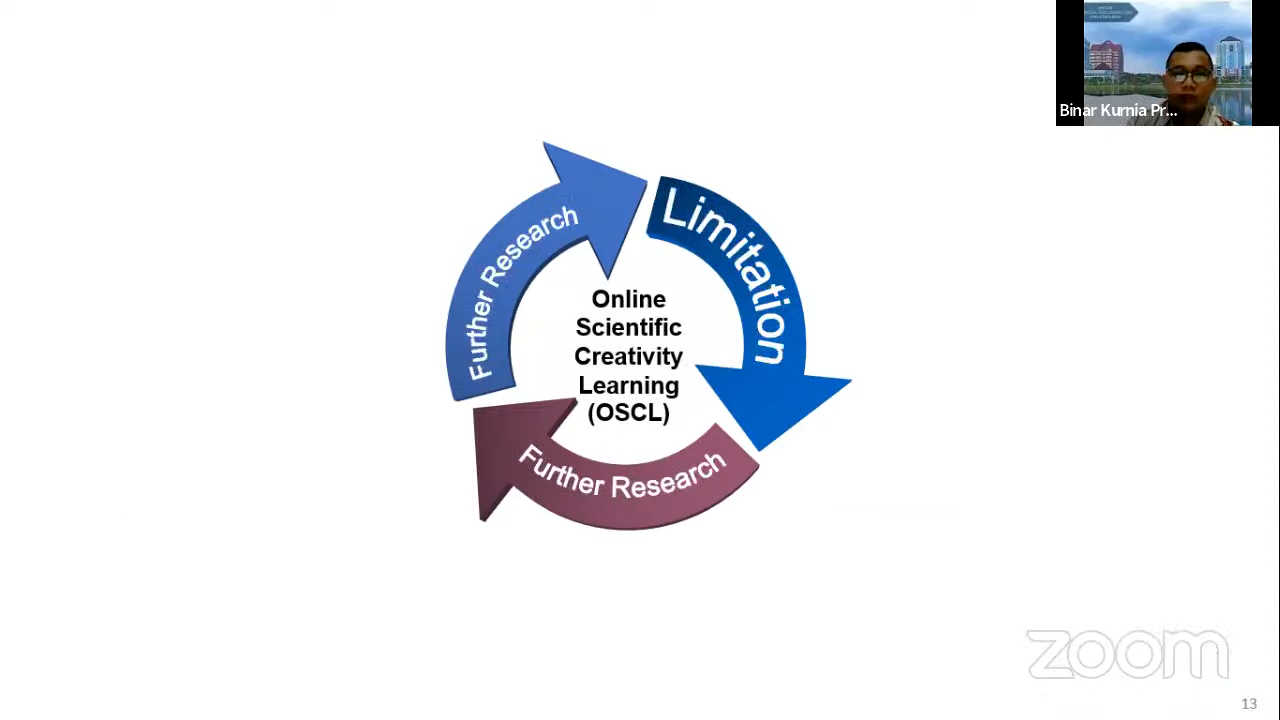 Binar Kurnia Pr...
Limitation
Further Research
Further Research
Online
Scientific
Creativity
Learning
(OSCL)
zoom
13